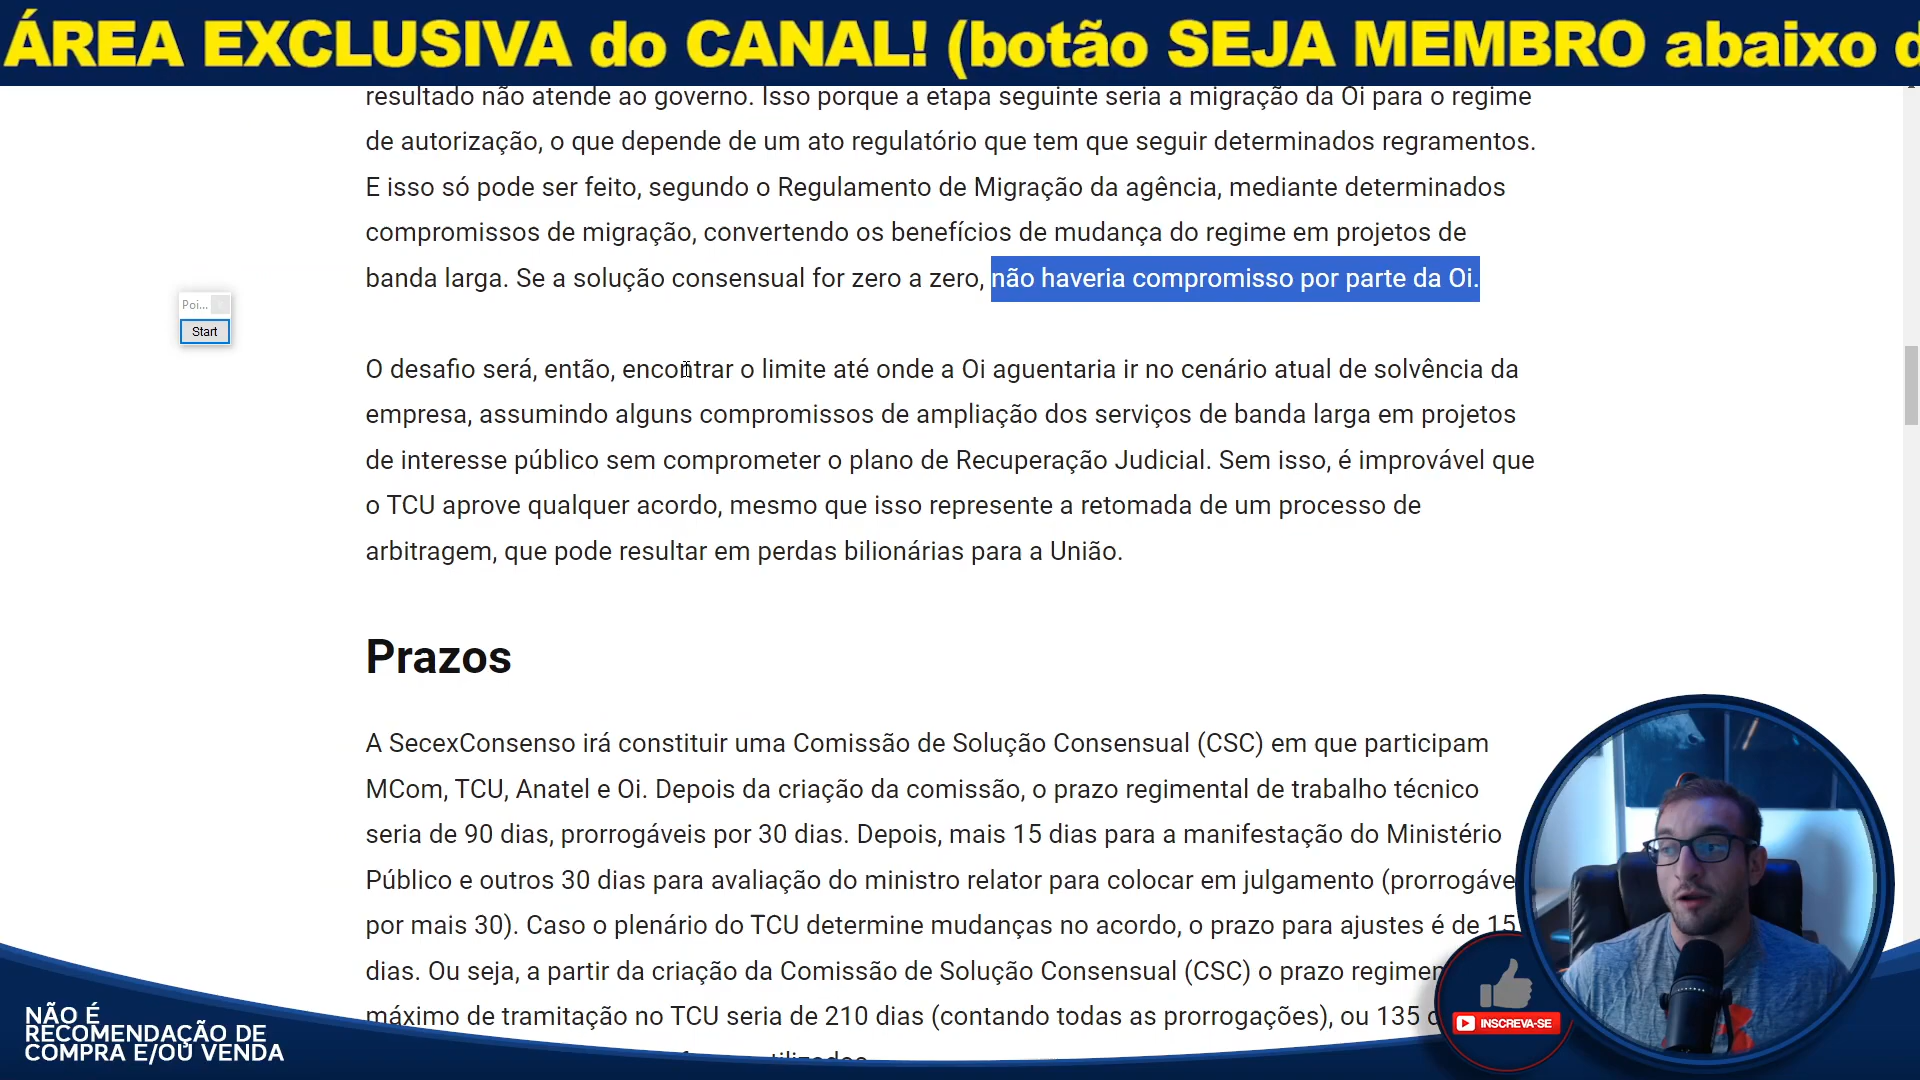 ÁREA EXCLUSIVA do CANAL! (botão SEJA MEMBRO abaixo d
resultado não atende ao governo. Isso porque a etapa seguinte seria a migração da Oi para o regime
de autorização, o que depende de um ato regulatório que tem que seguir determinados regramentos.
E isso só pode ser feito, segundo o Regulamento de Migração da agência, mediante determinados
compromissos de migração, convertendo os benefícios de mudança do regime em projetos de
banda larga. Se a solução consensual for zero a zero, não haveria compromisso por parte da Oi.
Poi...
Start
O desafio será, então, encontrar o limite até onde a Oi aguentaria ir no cenário atual de solvência da
empresa, assumindo alguns compromissos de ampliação dos serviços de banda larga em projetos
de interesse público sem comprometer o plano de Recuperação Judicial. Sem isso, é improvável que
o TCU aprove qualquer acordo, mesmo que isso represente a retomada de um processo de
arbitragem, que pode resultar em perdas bilionárias para a União.
Prazos
A SecexConsenso irá constituir uma Comissão de Solução Consensual (CSC) em que participam
MCom, TCU, Anatel e Oi. Depois da criação da comissão, o prazo regimental de trabalho técnico
seria de 90 dias, prorrogáveis por 30 dias. Depois, mais 15 dias para a manifestação do Ministério
Público e outros 30 dias para avaliação do ministro relator para colocar em julgamento (prorrogáve
por mais 30). Caso o plenário do TCU determine mudanças no acordo, o prazo para ajustes é de 15
dias. Ou seja, a partir da criação da Comissão de Solução Consensual (CSC) o prazo regimen
máximo de tramitação no TCU seria de 210 dias (contando todas as prorrogações), ou 135 d
INSCREVA-SE
NÃO É
RECOMENDAÇÃO DE
COMPRA E/OU VENDA